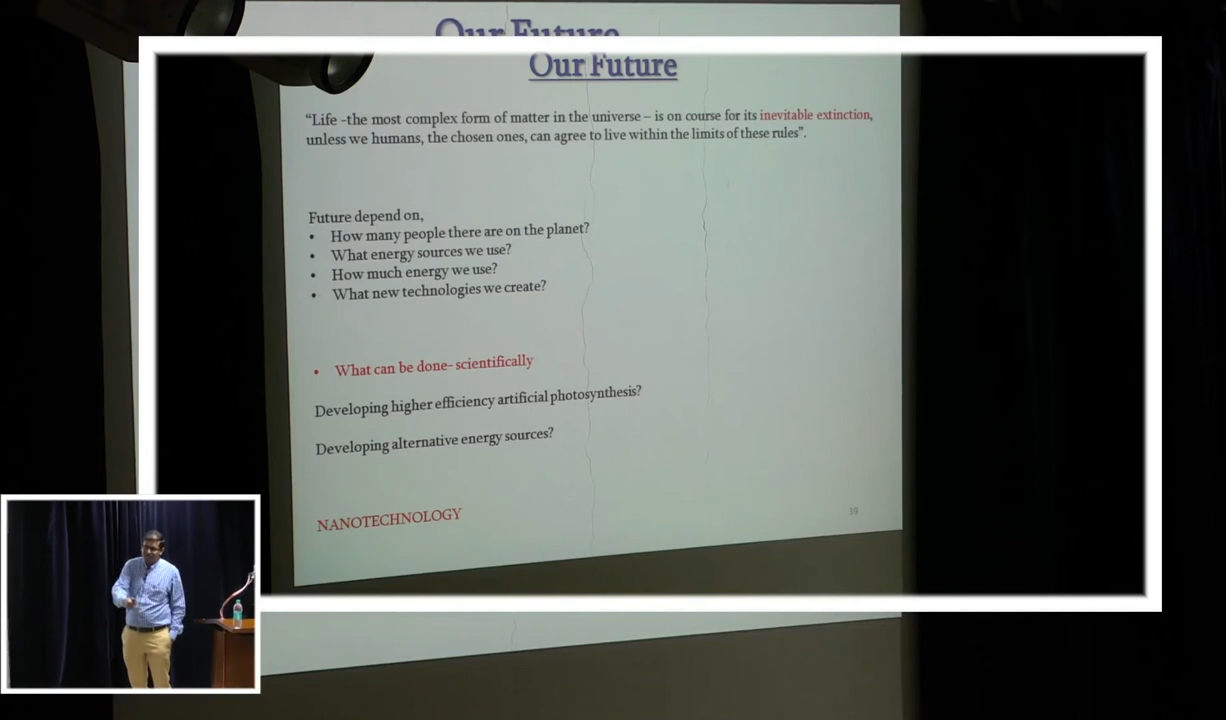 Our Future
Our Future
“Life -the most complex form of matter in the universe – is on course for its inevitable extinction,
unless we humans, the chosen ones, can agree to live within the limits of these rules”.
Future depend on,
• How many people there are on the planet?
• What energy sources we use?
• How much energy we use?
• What new technologies we create?
• What can be done- scientifically
Developing higher efficiency artificial photosynthesis?
Developing alternative energy sources?
NANOTECHNOLOGY
39